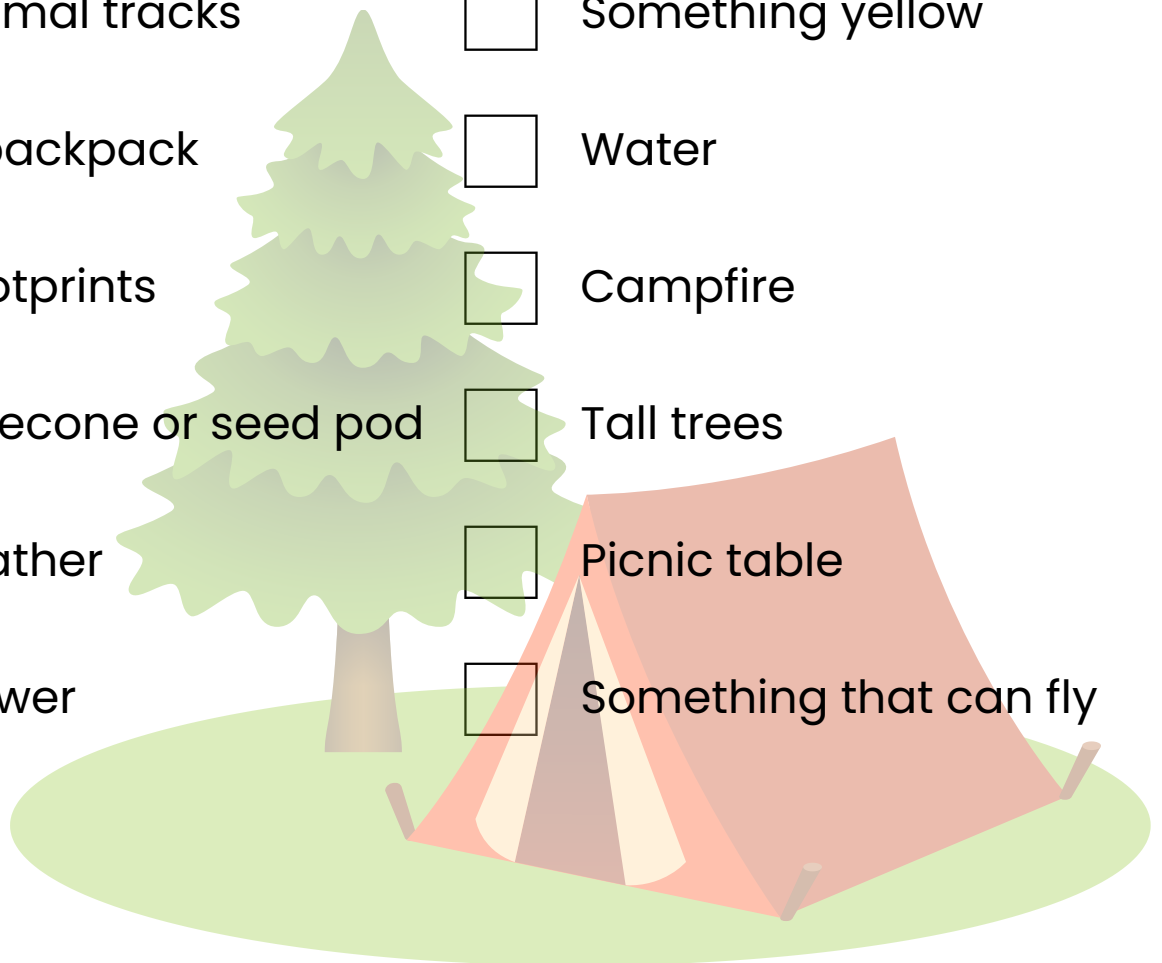 mal tracks
Something yellow
backpack
Water
otprints
Campfire
econe or seed pod
Tall trees
ather
Picnic table
wer
Something that can fly